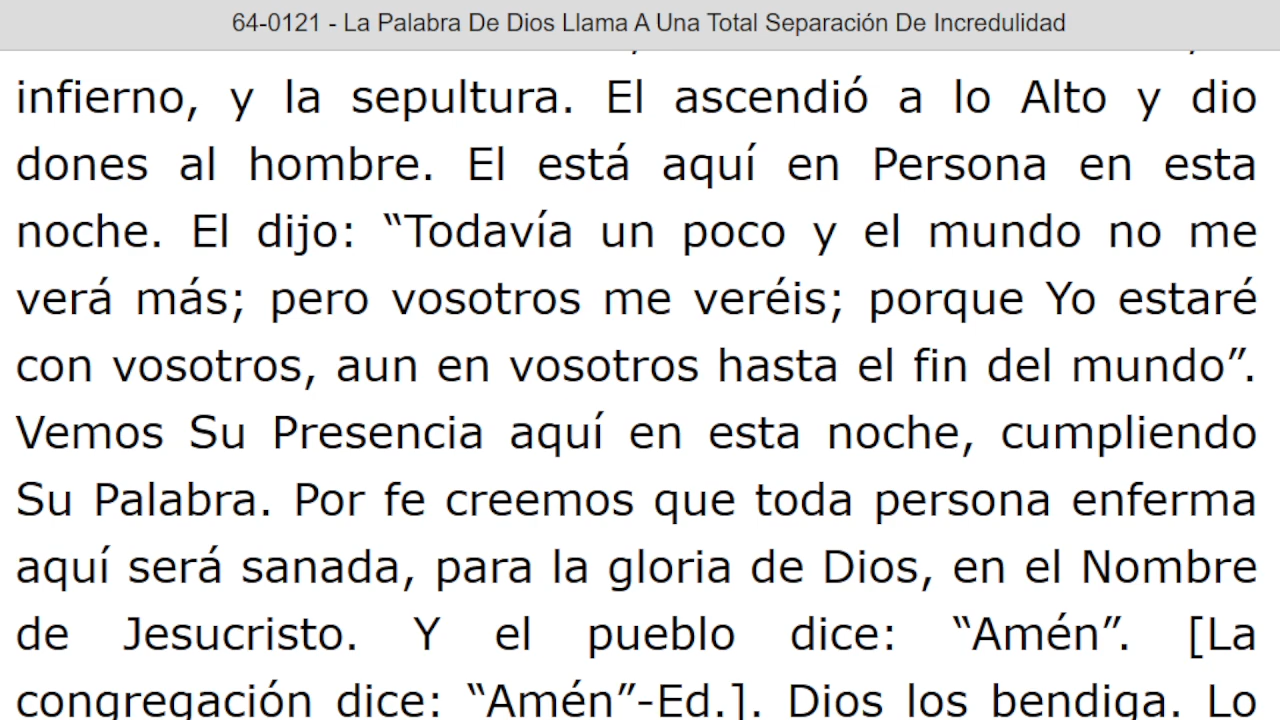 64-0121 - La Palabra De Dios Llama A Una Total Separación De Incredulidad
infierno, y la sepultura. El ascendió a lo Alto y dio
dones al hombre. El está aquí en Persona en esta
noche. El dijo: “Todavía un poco y el mundo no me
verá más; pero vosotros me veréis; porque Yo estaré
con vosotros, aun en vosotros hasta el fin del mundo”.
Vemos Su Presencia aquí en esta noche, cumpliendo
Su Palabra. Por fe creemos que toda persona enferma
aquí será sanada, para la gloria de Dios, en el Nombre
de Jesucristo. Y el pueblo dice: “Amén”. [La
congregación dice: “Amén”-Ed.]. Dios los bendiga. Lo